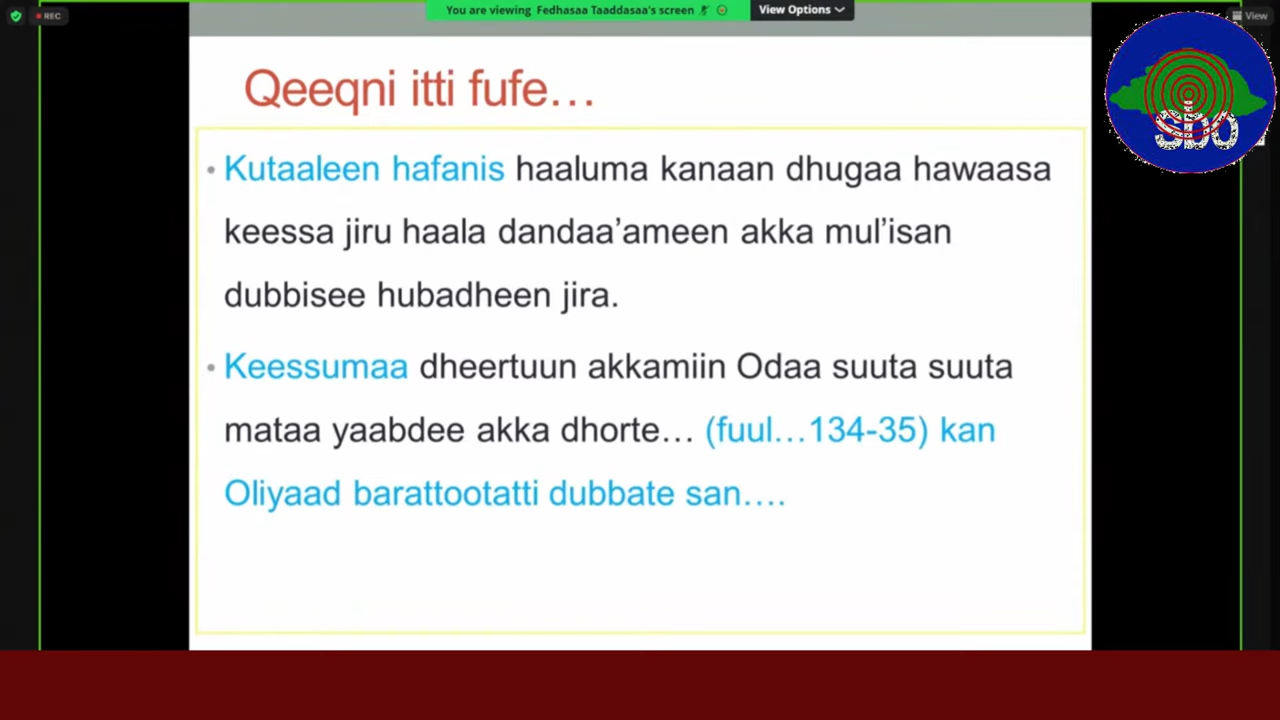 REC
You are viewing Fedhasaa Taaddasaa's screen
View Options
View
SBO
Qeeqni itti fufe…
• Kutaaleen hafanis haaluma kanaan dhugaa hawaasa
keessa jiru haala dandaa’ameen akka mul’isan
dubbisee hubadheen jira.
• Keessumaa dheertuun akkamiin Odaa suuta suuta
mataa yaabdee akka dhorte… (fuul…134-35) kan
Oliyaad barattootatti dubbate san….